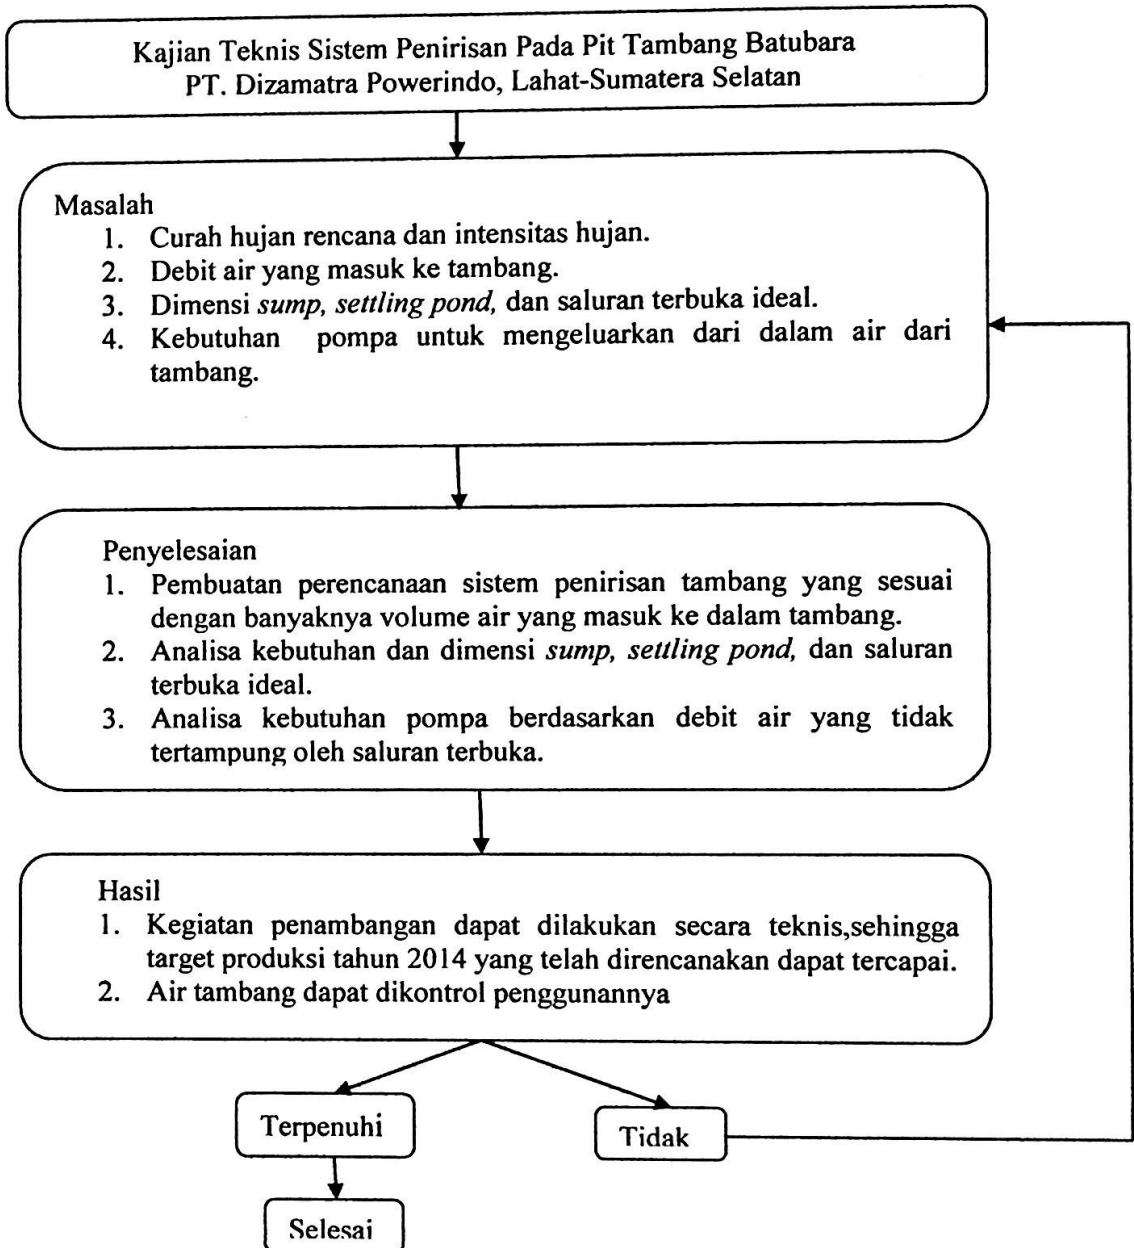 Kajian Teknis Sistem Penirisan Pada Pit Tambang Batubara
PT. Dizamatra Powerindo, Lahat-Sumatera Selatan
Masalah
1. Curah hujan rencana dan intensitas hujan.
2. Debit air yang masuk ke tambang.
3. Dimensi sump, settling pond, dan saluran terbuka ideal.
4. Kebutuhan pompa untuk mengeluarkan dari dalam air dari
tambang.
Penyelesaian
1. Pembuatan perencanaan sistem penirisan tambang yang sesuai
dengan banyaknya volume air yang masuk ke dalam tambang.
2. Analisa kebutuhan dan dimensi sump, settling pond, dan saluran
terbuka ideal.
3. Analisa kebutuhan pompa berdasarkan debit air yang tidak
tertampung oleh saluran terbuka.
Hasil
1. Kegiatan penambangan dapat dilakukan secara teknis,sehingga
target produksi tahun 2014 yang telah direncanakan dapat tercapai.
2. Air tambang dapat dikontrol penggunannya
Terpenuhi
Tidak
Selesai